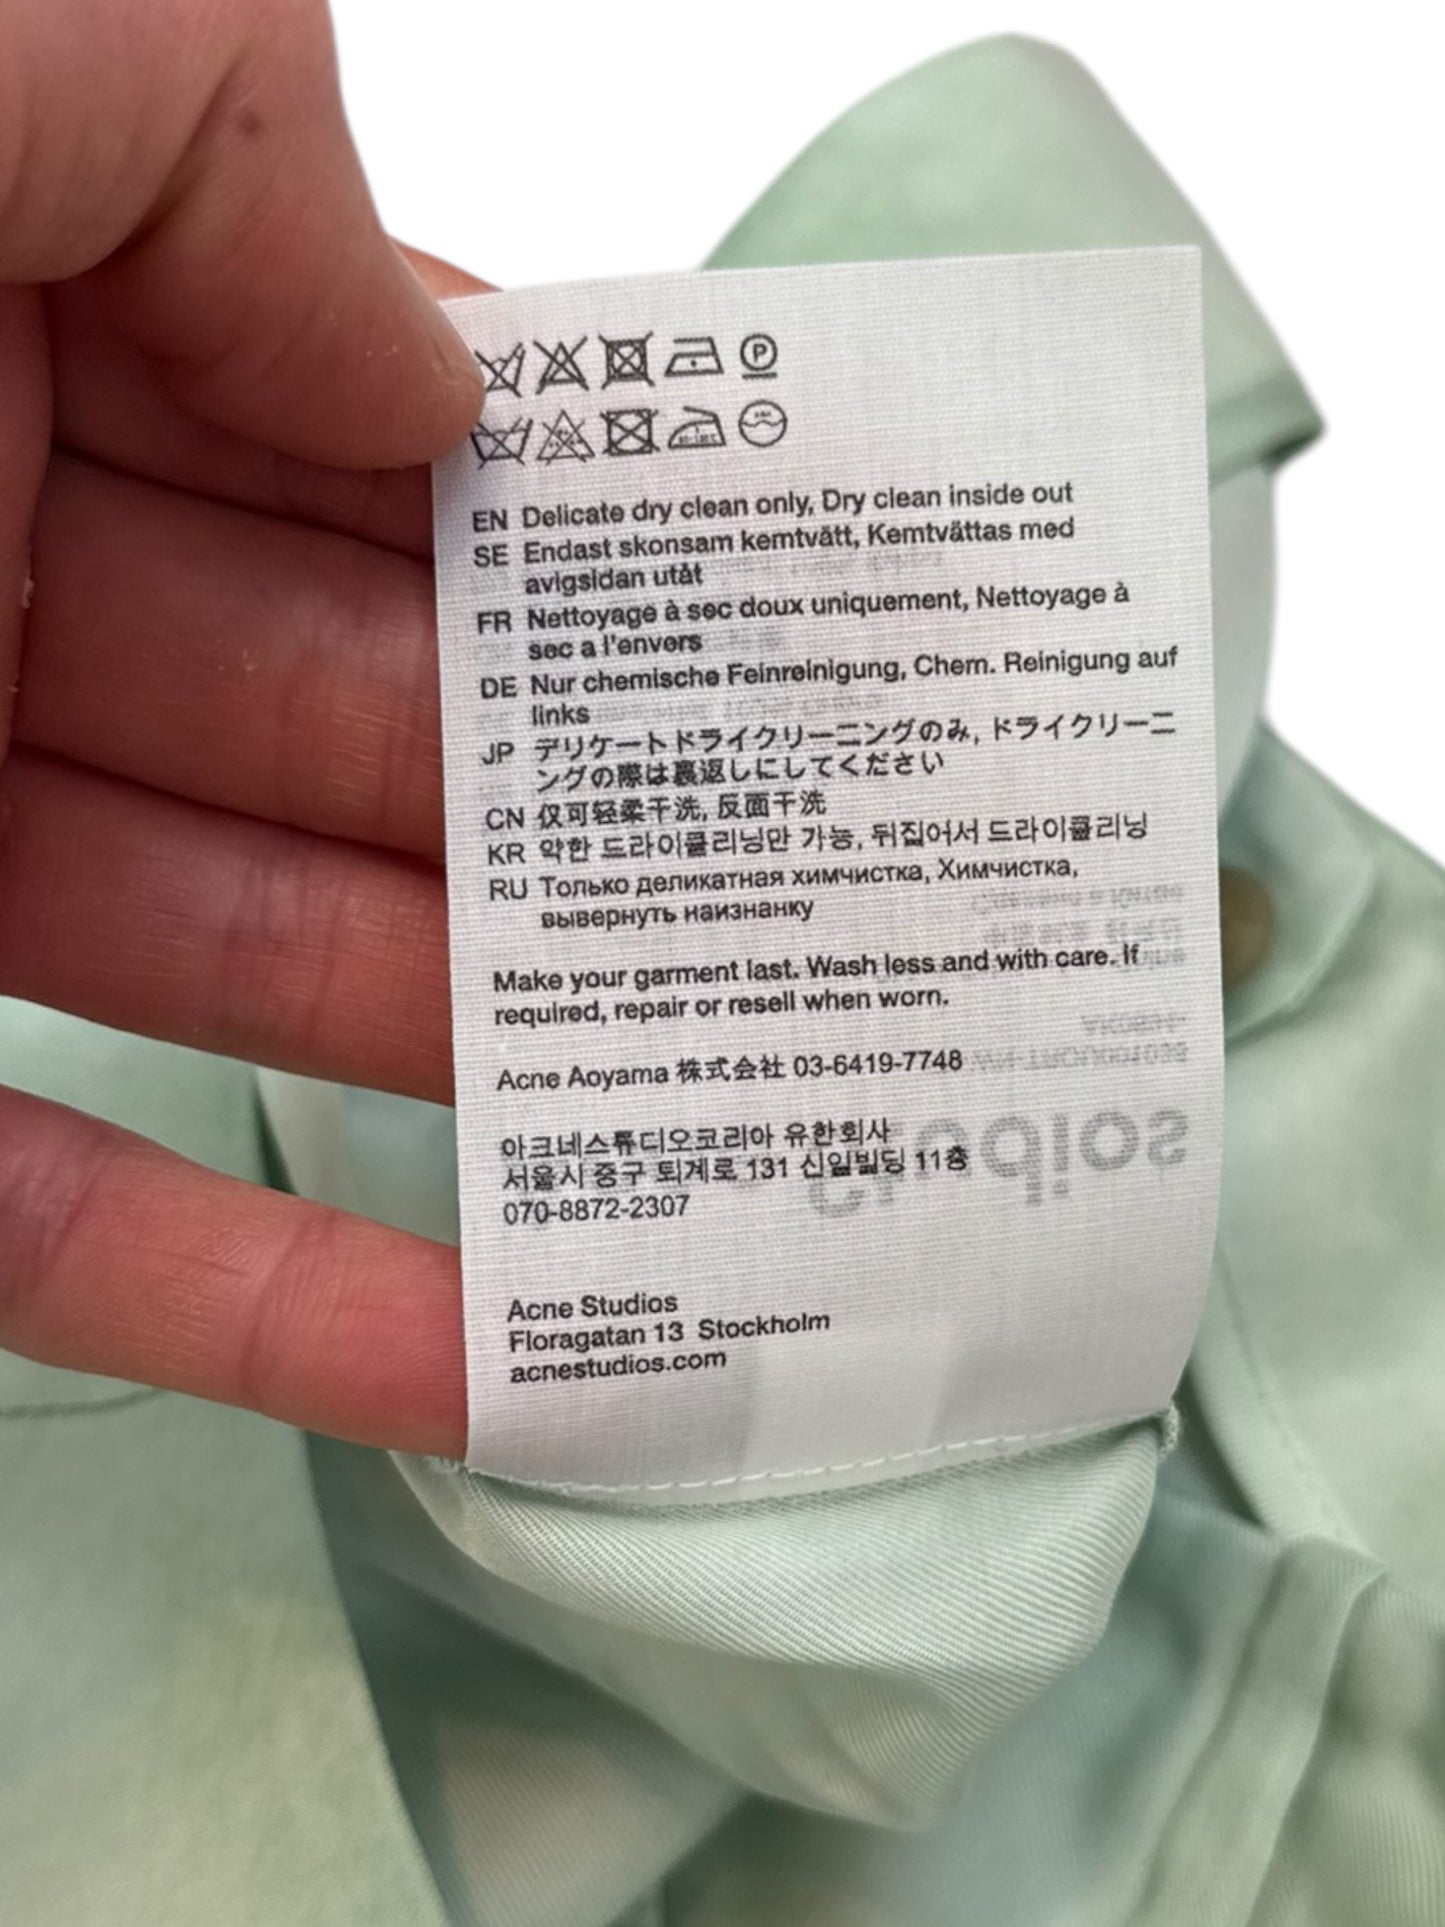 EN Delicate dry clean only, Dry clean inside out
SE Endast skonsam kemtvätt, Kemtvättas med
avigsidan utåt
FR Nettoyage à sec doux uniquement, Nettoyage à
sec a l'envers
DE Nur chemische Feinreinigung, Chem. Reinigung auf
links
JP デリケートドライクリーニングのみ, ドライクリーニ
ングの際は裏返しにしてください
CN 仅可轻柔干洗, 反面干洗
KR 약한 드라이클리닝만 가능, 뒤집어서 드라이클리닝
RU Только деликатная химчистка, Химчистка,
вывернуть наизнанку
Make your garment last. Wash less and with care. If
required, repair or resell when worn.
Acne Aoyama 株式会社 03-6419-7748
아크네스튜디오코리아 유한회사
서울시 중구 퇴계로 131 신일빌딩 11층
070-8872-2307
Acne Studios
Floragatan 13 Stockholm
acnestudios.com